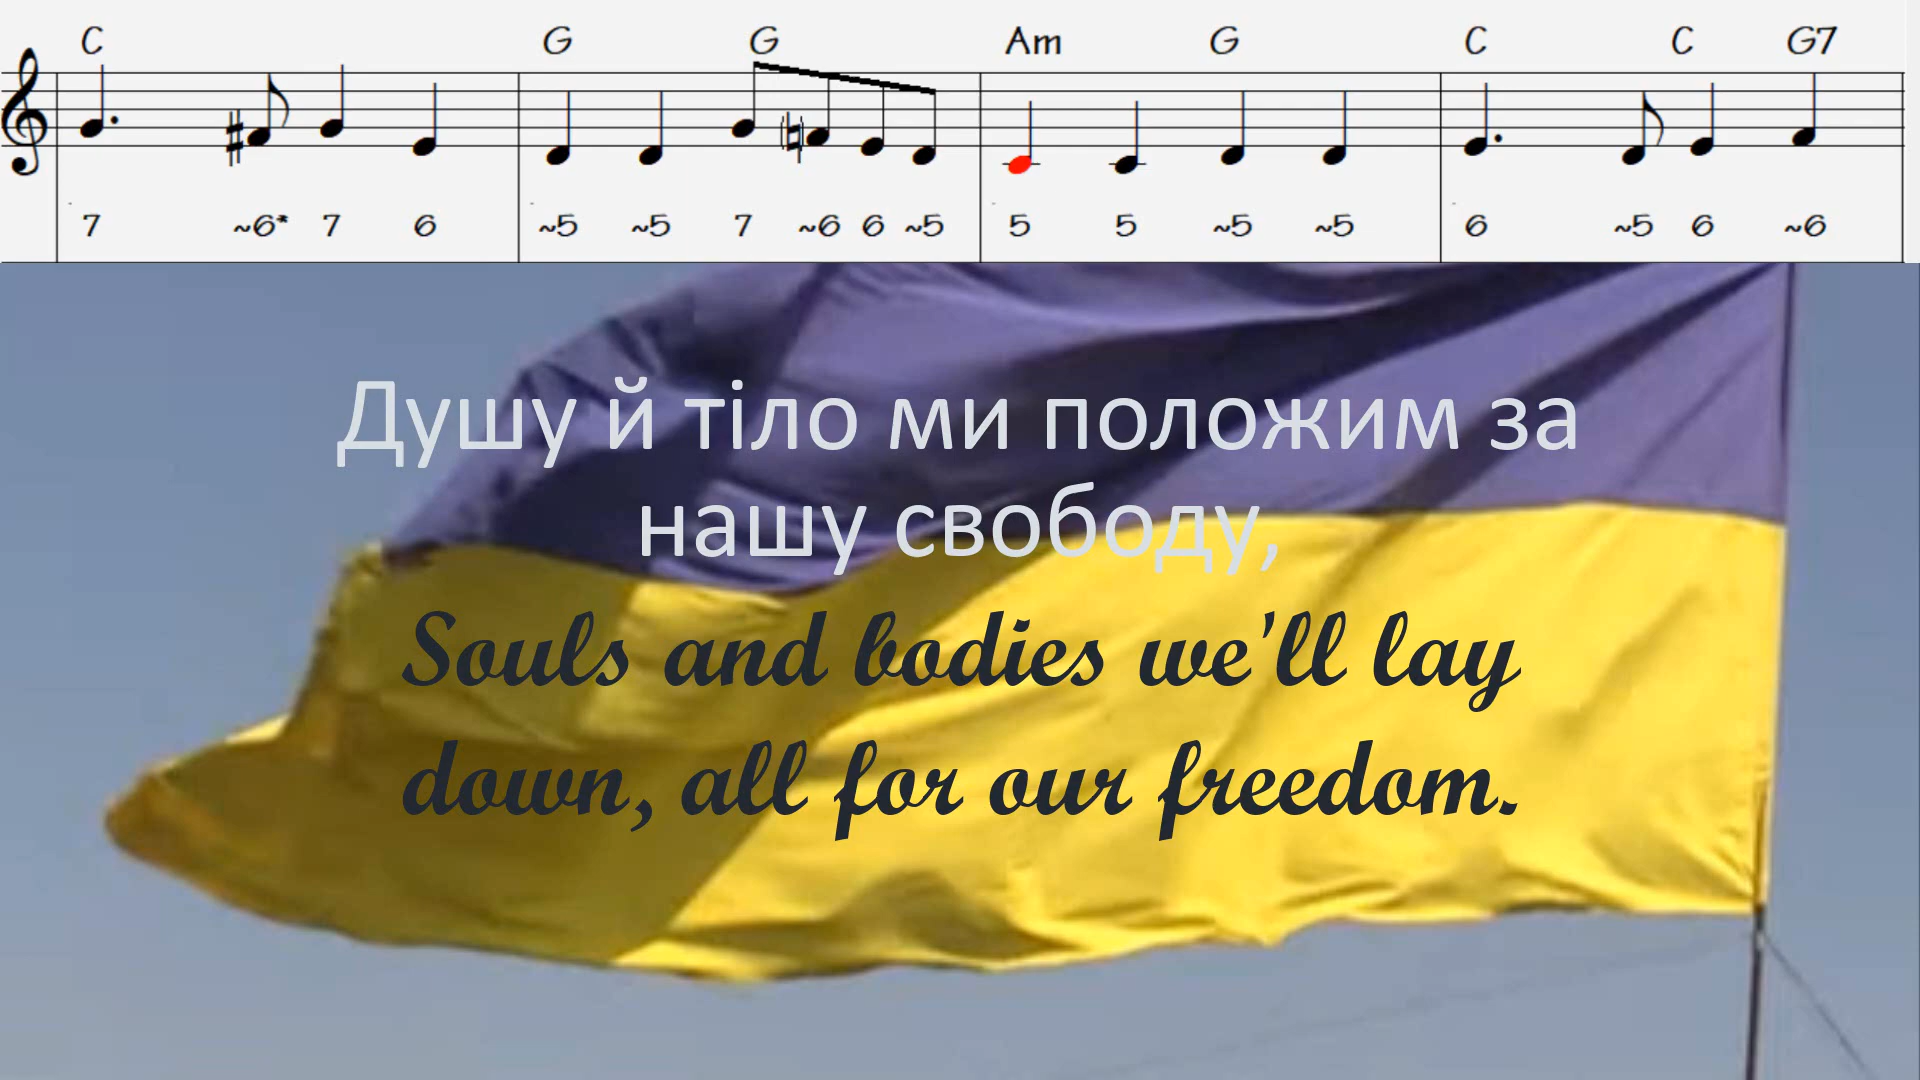 C G G Am G C C G7
7 ~6* 7 6 ~5 ~5 7 ~6 6 ~5 5 5 ~5 ~5 6 ~5 6 ~6
Душу й тіло ми положим за
нашу свободу,
Souls and bodies we'll lay
down, all for our freedom.